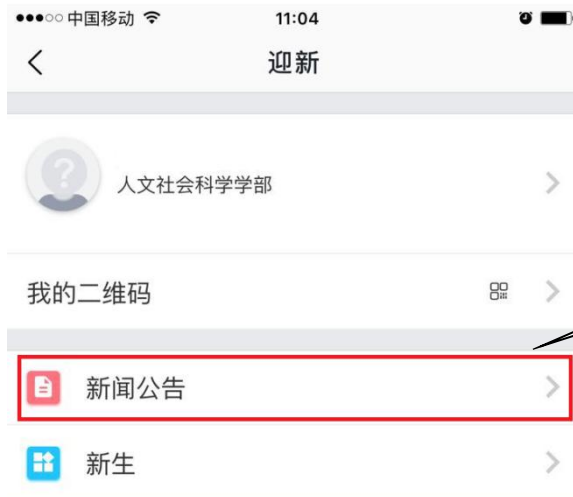 中国移动 11:04
迎新
人文社会科学学部
我的二维码
新闻公告
新生